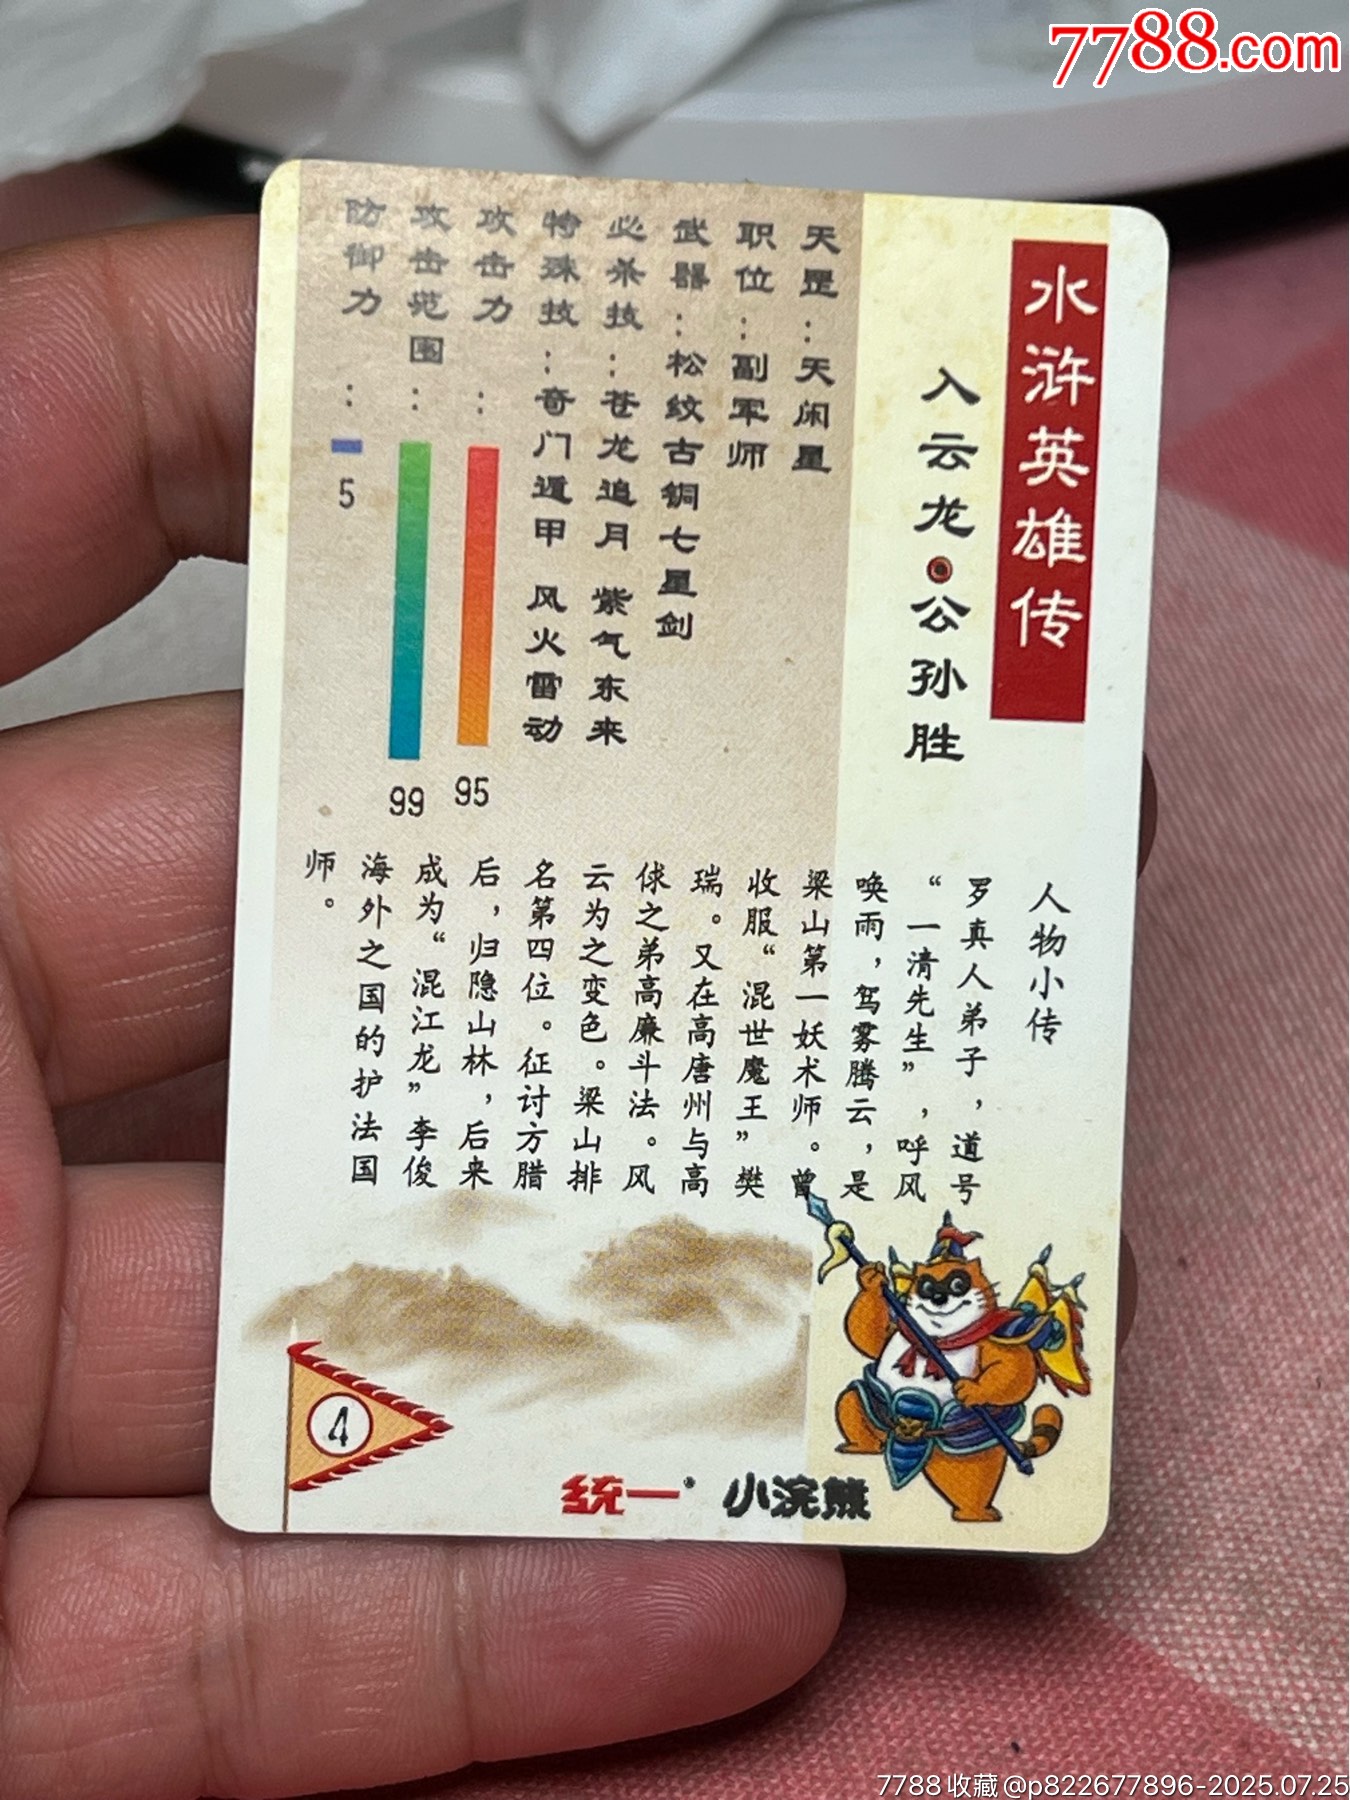 7788.com
水浒英雄传
入云龙·公孙胜
天罡：天闲星
职位：副军师
武器：松纹古铜七星剑
必杀技：苍龙追月 紫气东来
特殊技：奇门遁甲 风火雷动
攻击力：95
攻击范围：99
防御力：5
人物小传
罗真人弟子，道号
“一清先生”，呼风
唤雨，驾雾腾云，是
梁山第一妖术师。曾
收服“混世魔王”樊
瑞。又在高唐州与高
俅之弟高廉斗法。风
云为之变色。梁山排
名第四位。征讨方腊
后，归隐山林，后来
成为“混江龙”李俊
海外之国的护法国
师。
4
统一 小浣熊
7788收藏@p822677896-2025.07.25